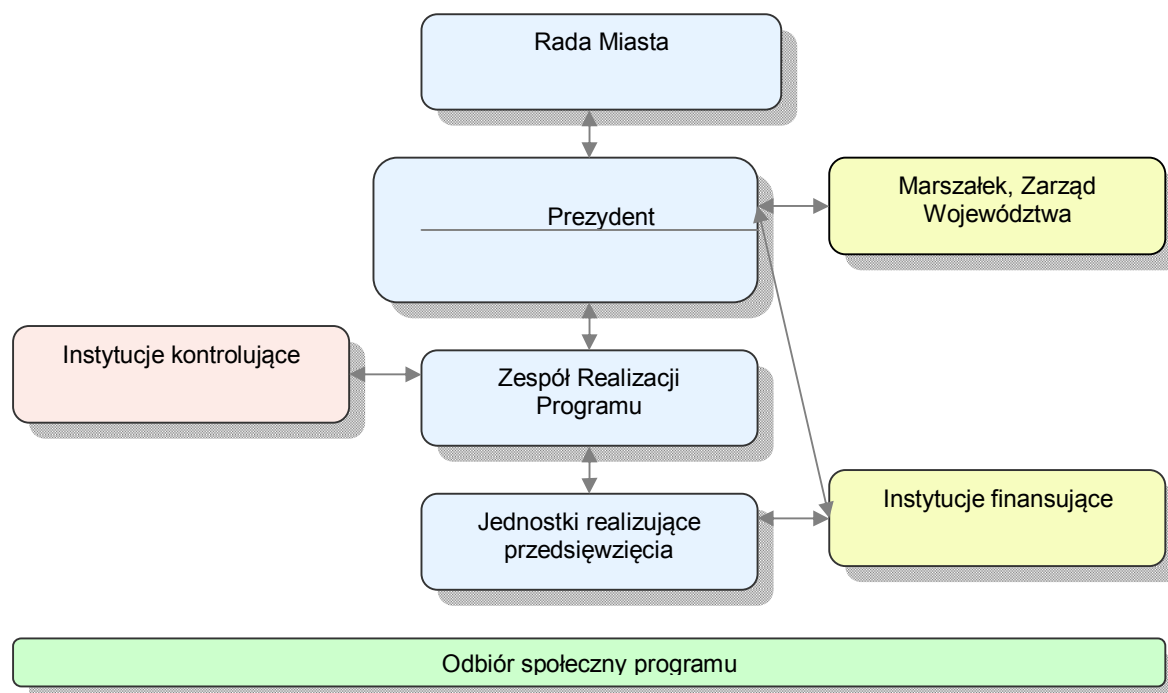 Rada Miasta
Prezydent
Marszałek, Zarząd
Województwa
Instytucje kontrolujące
Zespół Realizacji
Programu
Jednostki realizujące
przedsięwzięcia
Instytucje finansujące
Odbiór społeczny programu